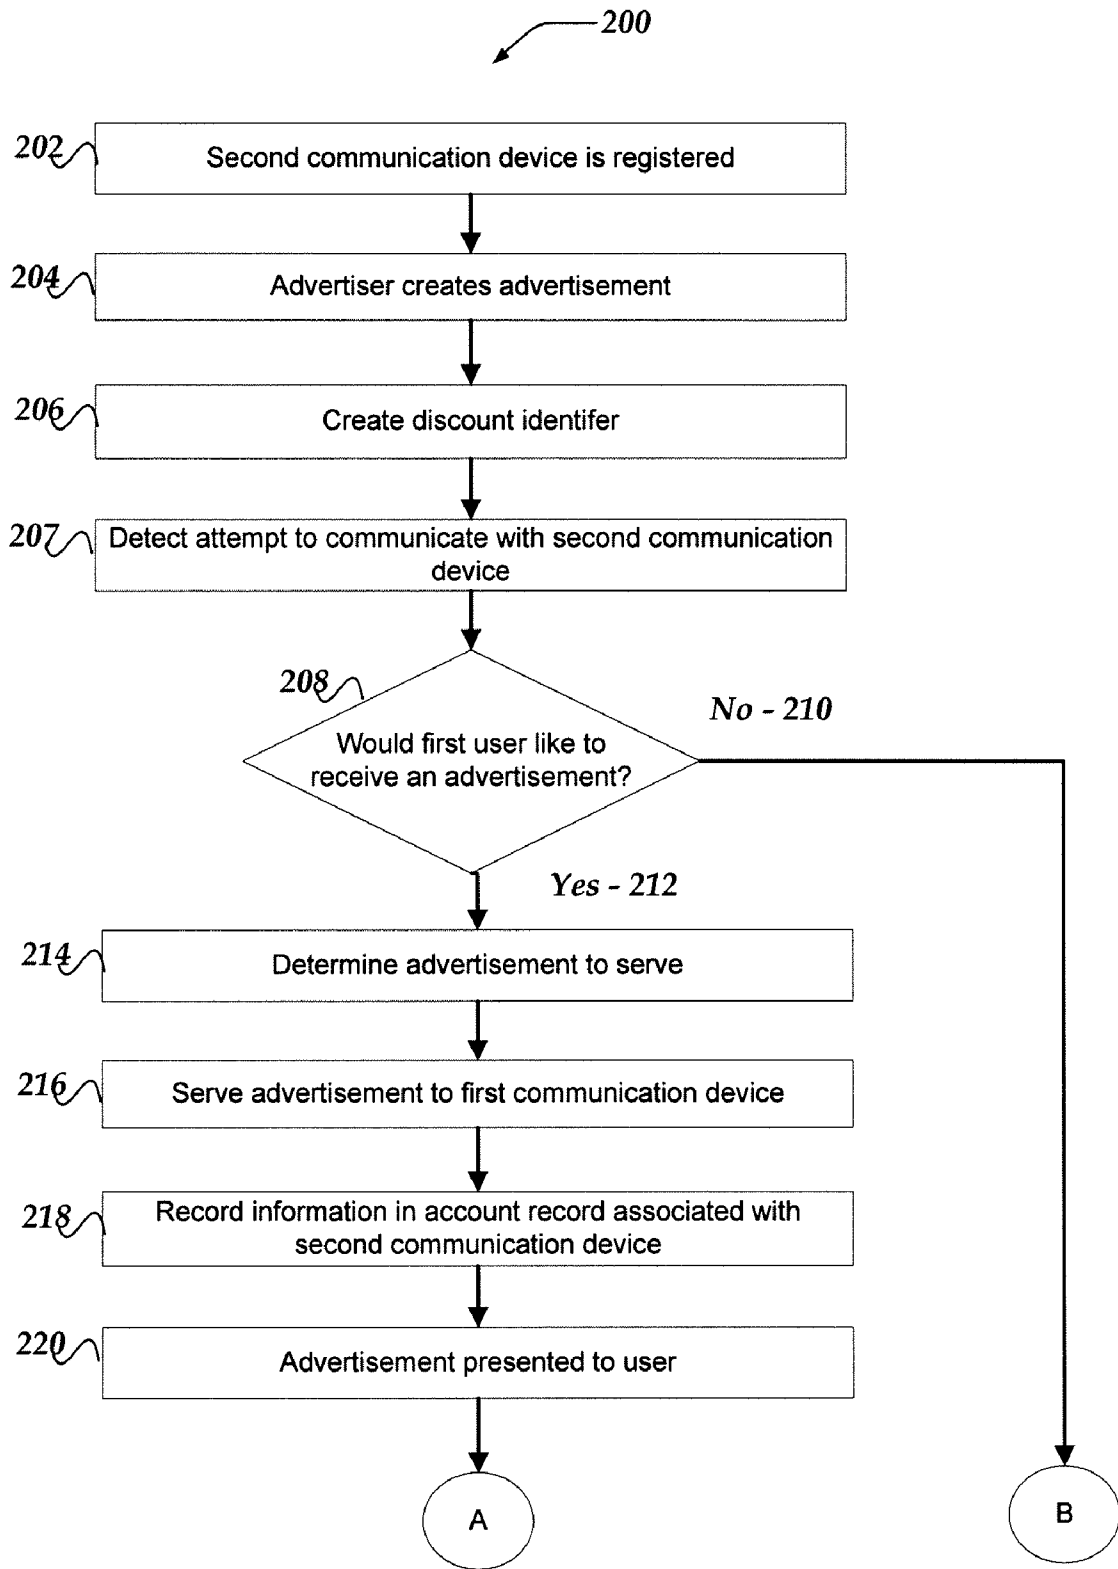 200
202
Second communication device is registered
204
Advertiser creates advertisement
206
Create discount identifer
207
Detect attempt to communicate with second communication
device
208
No - 210
Would first user like to
receive an advertisement?
Yes - 212
214
Determine advertisement to serve
216
Serve advertisement to first communication device
218
Record information in account record associated with
second communication device
220
Advertisement presented to user
A
B